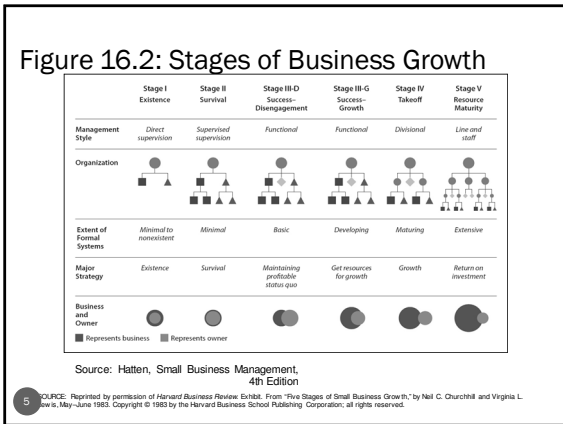 Figure 16.2: Stages of Business Growth
Stage I Stage II Stage III-D Stage III-G Stage IV Stage V
Existence Survival Success– Success– Takeoff Resource
Disengagement Growth Maturity
Management Direct Supervised Functional Functional Divisional Line and
Style supervision supervision staff
Organization
Extent of Minimal to Minimal Basic Developing Maturing Extensive
Formal nonexistent
Systems
Major Existence Survival Maintaining Get resources Growth Return on
Strategy profitable for growth investment
status quo
Business
and
Owner
Represents business Represents owner
Source: Hatten, Small Business Management,
4th Edition
5 OURCE: Reprinted by permission of Harvard Business Review. Exhibit. From “Five Stages of Small Business Growth,” by Neil C. Churchhill and Virginia L.
ewis, May–June 1983. Copyright © 1983 by the Harvard Business School Publishing Corporation; all rights reserved.